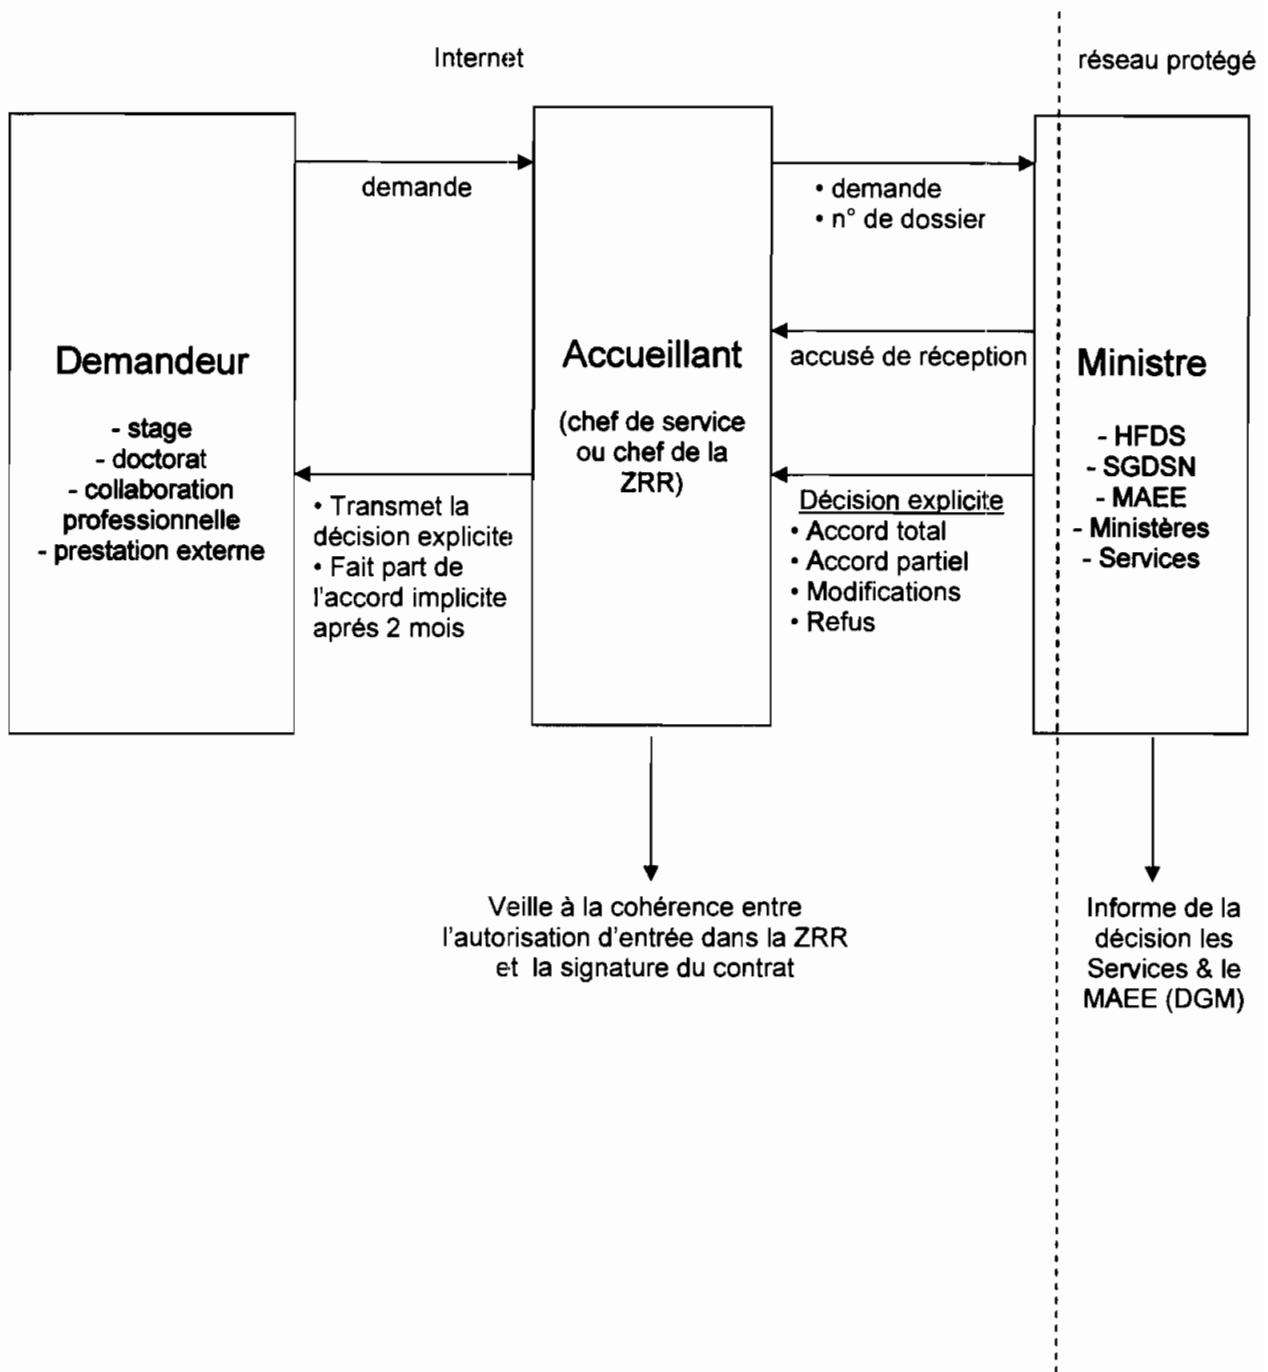 Internet
réseau protégé
demande
• demande
• n° de dossier
Demandeur
- stage
- doctorat
- collaboration
professionnelle
- prestation externe
Accueillant
(chef de service
ou chef de la
ZRR)
accusé de réception
Ministre
- HFDS
- SGDSN
- MAEE
- Ministères
- Services
• Transmet la
décision explicite
• Fait part de
l'accord implicite
aprés 2 mois
Décision explicite
• Accord total
• Accord partiel
• Modifications
• Refus
Veille à la cohérence entre
l'autorisation d'entrée dans la ZRR
et la signature du contrat
Informe de la
décision les
Services & le
MAEE (DGM)